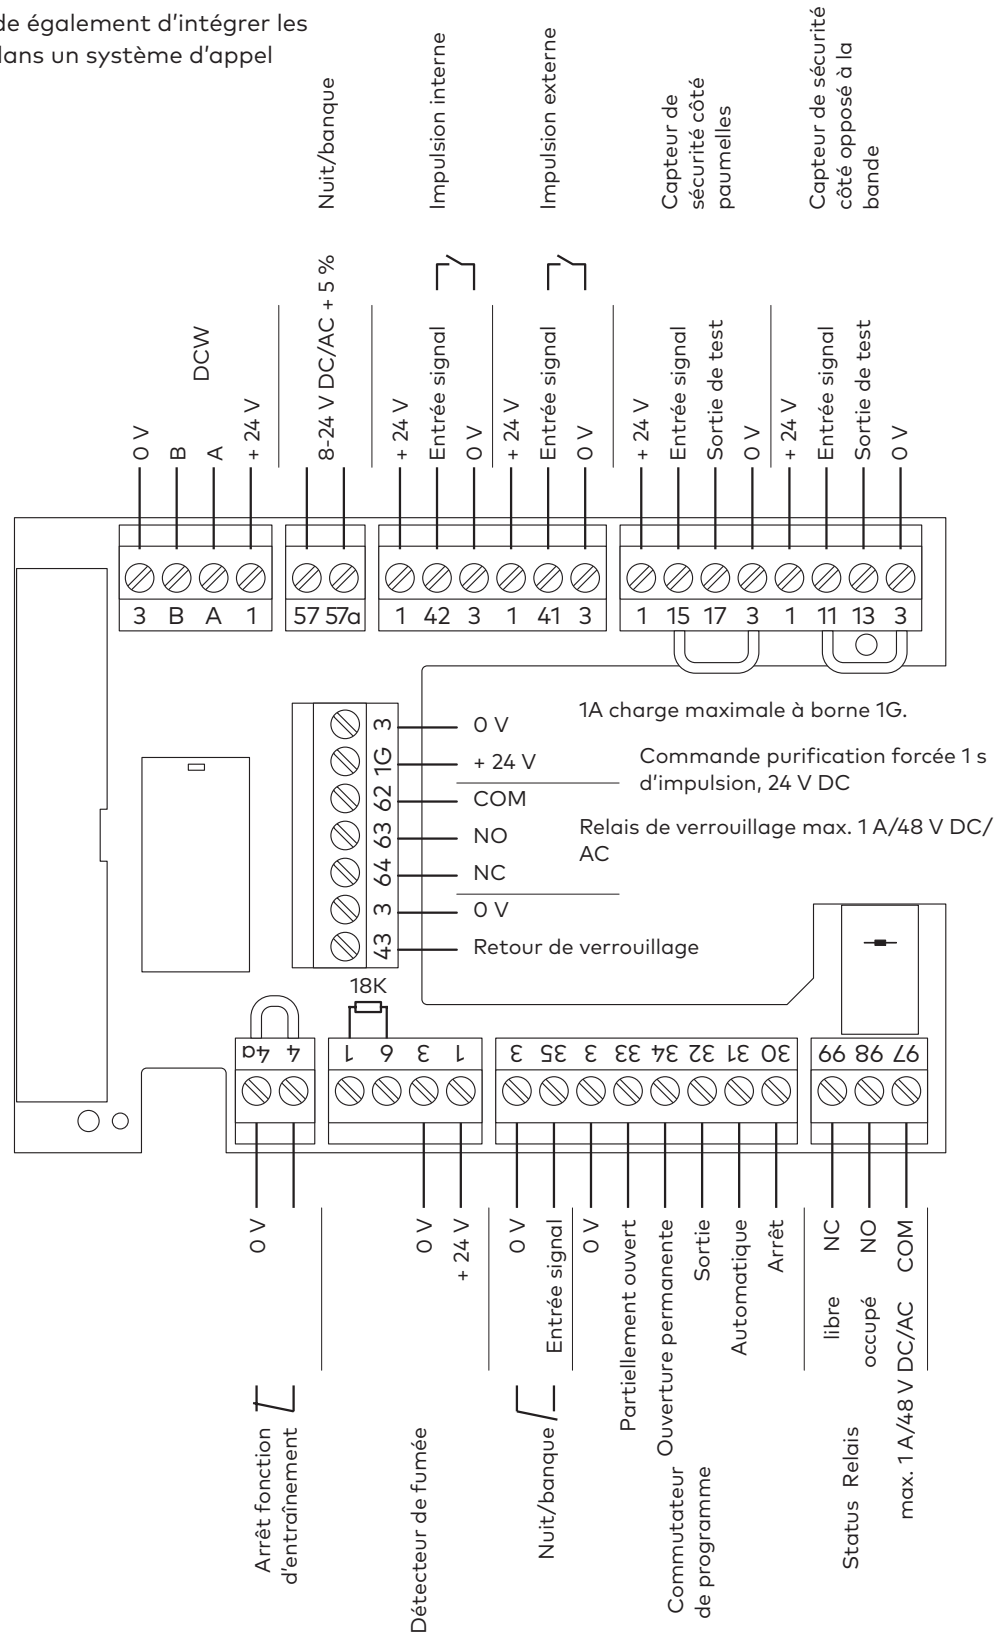 de également d'intégrer les
dans un système d'appel
Nuit/banque
Impulsion interne
Impulsion externe
Capteur de
sécurité côté
paumelles
Capteur de sécurité
côté opposé à la
bande
DCW
0 V
B
A
+ 24 V
8-24 V DC/AC + 5 %
+ 24 V
Entrée signal
0 V
+ 24 V
Entrée signal
0 V
+ 24 V
Entrée signal
Sortie de test
0 V
+ 24 V
Entrée signal
Sortie de test
0 V
3 B A 1
57 57a
1 42 3 1 41 3
1 15 17 3 1 11 13 3
1A charge maximale à borne 1G.
3 0 V
1G + 24 V
Commande purification forcée 1 s
d'impulsion, 24 V DC
62 COM
63 NO
64 NC
Relais de verrouillage max. 1 A/48 V DC/
AC
3 0 V
43 Retour de verrouillage
18K
4a 4
1 6 3 1
3 35 3 33 34 32 31 30
99 98 97
0 V
0 V
+ 24 V
0 V
Entrée signal
0 V
Partiellement ouvert
Ouverture permanente
Sortie
Automatique
Arrêt
NC
NO
COM
libre
occupé
max. 1 A/48 V DC/AC
Arrêt fonction
d'entraînement
Détecteur de fumée
Nuit/banque
Commutateur
de programme
Status Relais